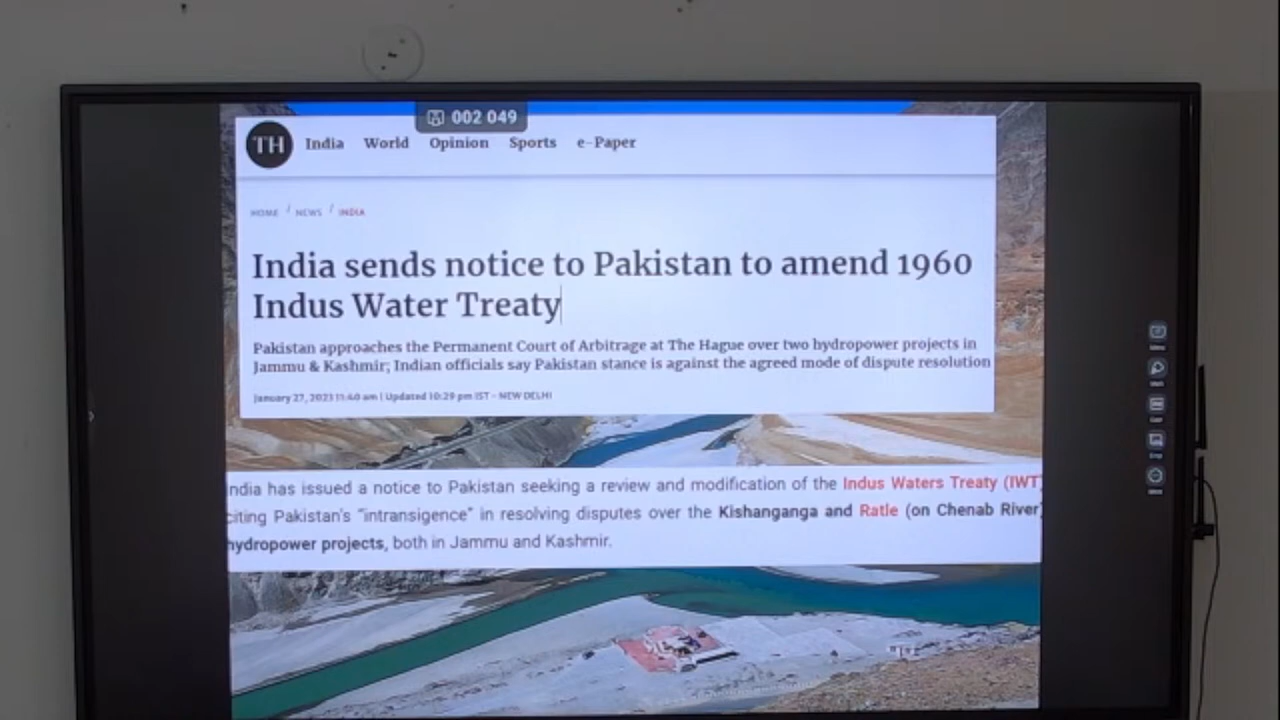 002 049
TH India World Opinion Sports e-Paper
HOME / NEWS / INDIA
India sends notice to Pakistan to amend 1960
Indus Water Treaty
Pakistan approaches the Permanent Court of Arbitrage at The Hague over two hydropower projects in
Jammu & Kashmir; Indian officials say Pakistan stance is against the agreed mode of dispute resolution
January 27, 2023 11:40 am | Updated 10:29 pm IST - NEW DELHI
ndia has issued a notice to Pakistan seeking a review and modification of the Indus Waters Treaty (IWT)
citing Pakistan's "intransigence" in resolving disputes over the Kishanganga and Ratle (on Chenab River)
hydropower projects, both in Jammu and Kashmir.